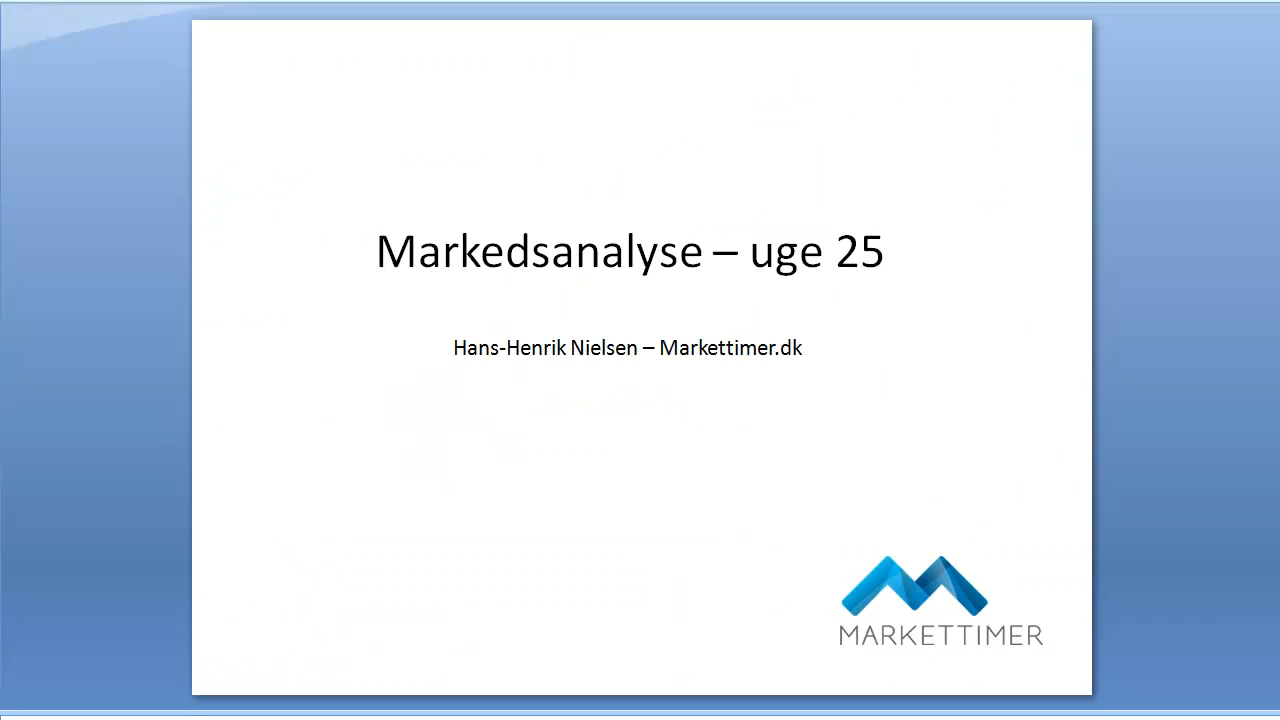 Markedsanalyse – uge 25
Hans-Henrik Nielsen – Markettimer.dk
MARKETTIMER